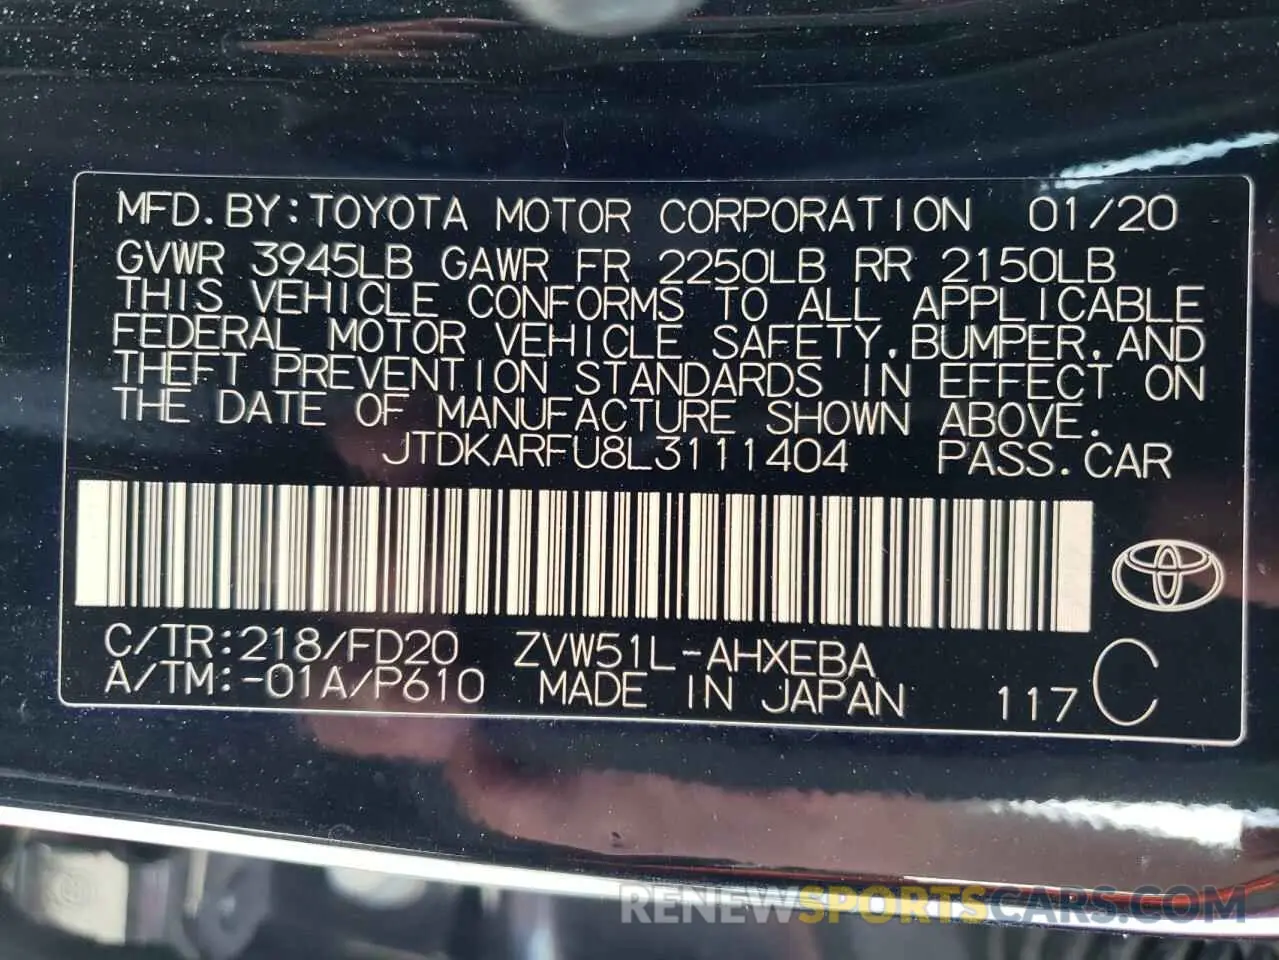 MFD. BY: TOYOTA MOTOR CORPORATION 01/20
GVWR 3945LB GAWR FR 2250LB RR 2150LB
THIS VEHICLE CONFORMS TO ALL APPLICABLE
FEDERAL MOTOR VEHICLE SAFETY, BUMPER, AND
THEFT PREVENTION STANDARDS IN EFFECT ON
THE DATE OF MANUFACTURE SHOWN ABOVE.
JTDKARFU8L3111404 PASS. CAR
C/TR:218/FD20 ZVW51L-AHXEBA
A/TM:-01A/P610 MADE IN JAPAN 117 C
RENEWSPORTSCARS.COM